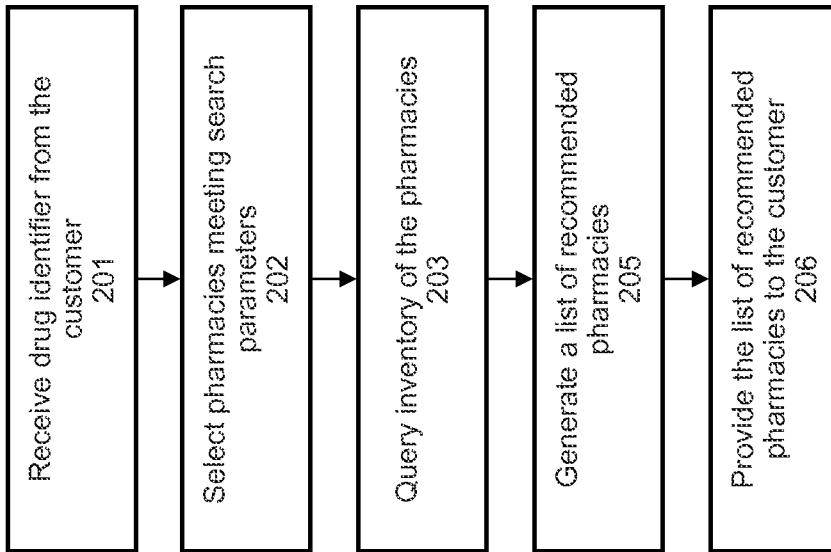 Receive drug identifier from the
customer
201
Select pharmacies meeting search
parameters
202
Query inventory of the pharmacies
203
Generate a list of recommended
pharmacies
205
Provide the list of recommended
pharmacies to the customer
206